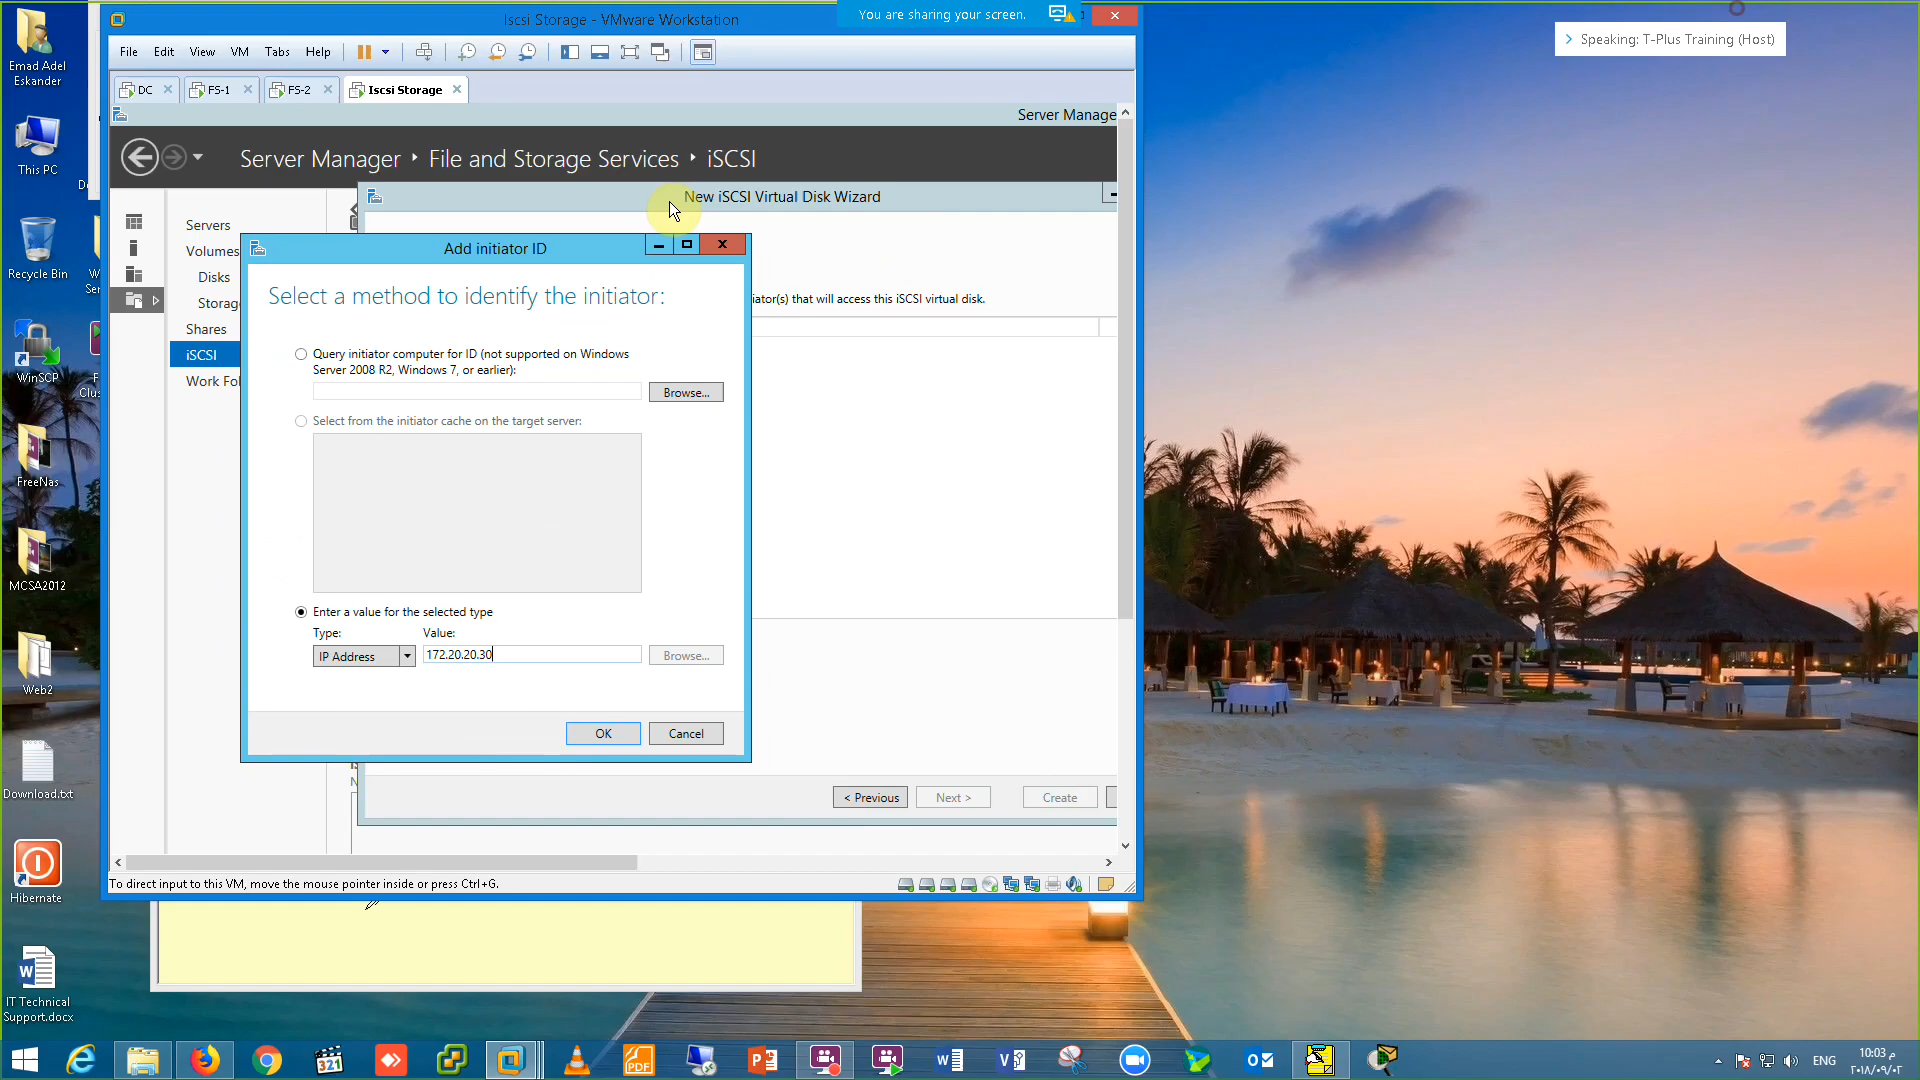 Iscsi Storage - VMware Workstation
You are sharing your screen.
Speaking: T-Plus Training (Host)
File Edit View VM Tabs Help
DC
FS-1
FS-2
Iscsi Storage
Server Manage
Server Manager
File and Storage Services
iSCSI
New iSCSI Virtual Disk Wizard
Servers
Volumes
Disks
Storag
Shares
iSCSI
Work Fol
Add initiator ID
Select a method to identify the initiator:
iator(s) that will access this iSCSI virtual disk.
Query initiator computer for ID (not supported on Windows
Server 2008 R2, Windows 7, or earlier):
Browse...
Select from the initiator cache on the target server:
Enter a value for the selected type
Type:
Value:
IP Address
172.20.20.30
Browse...
OK
Cancel
< Previous
Next >
Create
To direct input to this VM, move the mouse pointer inside or press Ctrl+G.
Emad Adel
Eskander
This PC
Recycle Bin
WinSCP
FreeNas
MCSA2012
Web2
Download.txt
Hibernate
IT Technical
Support.docx
Clus
Ser
321
PDF
ENG
10:03 م
٢٠١٨/٠٩/٠٢